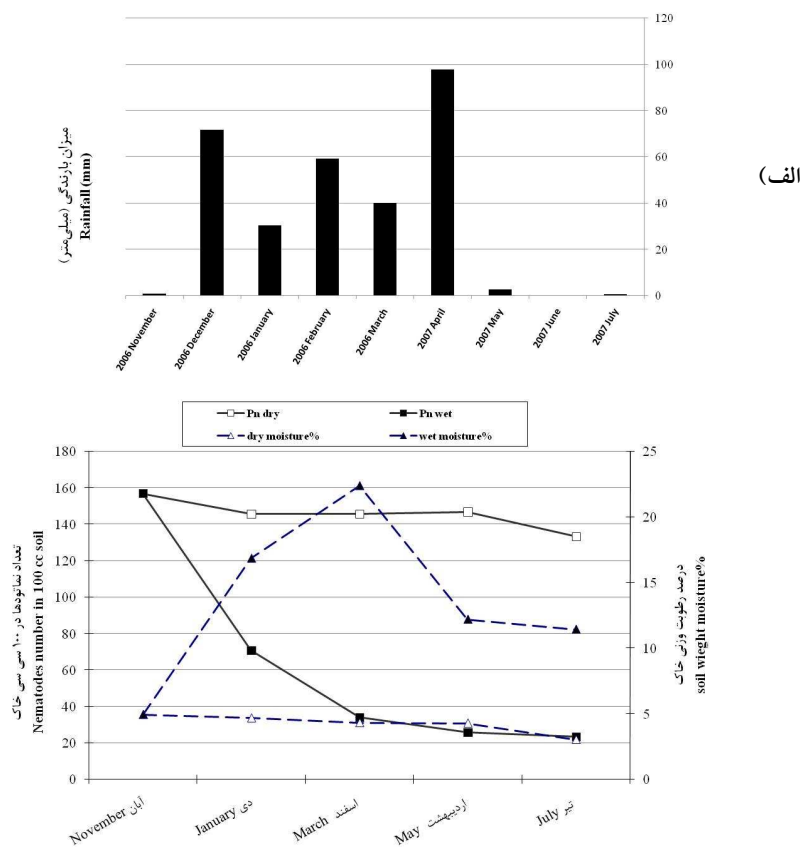 120
100
80
60
40
20
0
میزان بارندگی (میلی‌متر)
Rainfall (mm)
الف)
2006 November
2006 December
2006 January
2006 February
2006 March
2007 April
2007 May
2007 June
2007 July
Pn dry
Pn wet
dry moisture%
wet moisture%
180
160
140
120
100
80
60
40
20
0
25
20
15
10
5
0
تعداد نماتودها در ۱۰۰ سی سی خاک
Nematodes number in 100 cc soil
درصد رطوبت وزنی خاک
soil wieght moisture%
November آبان
January دی
March اسفند
May اردیبهشت
July تیر